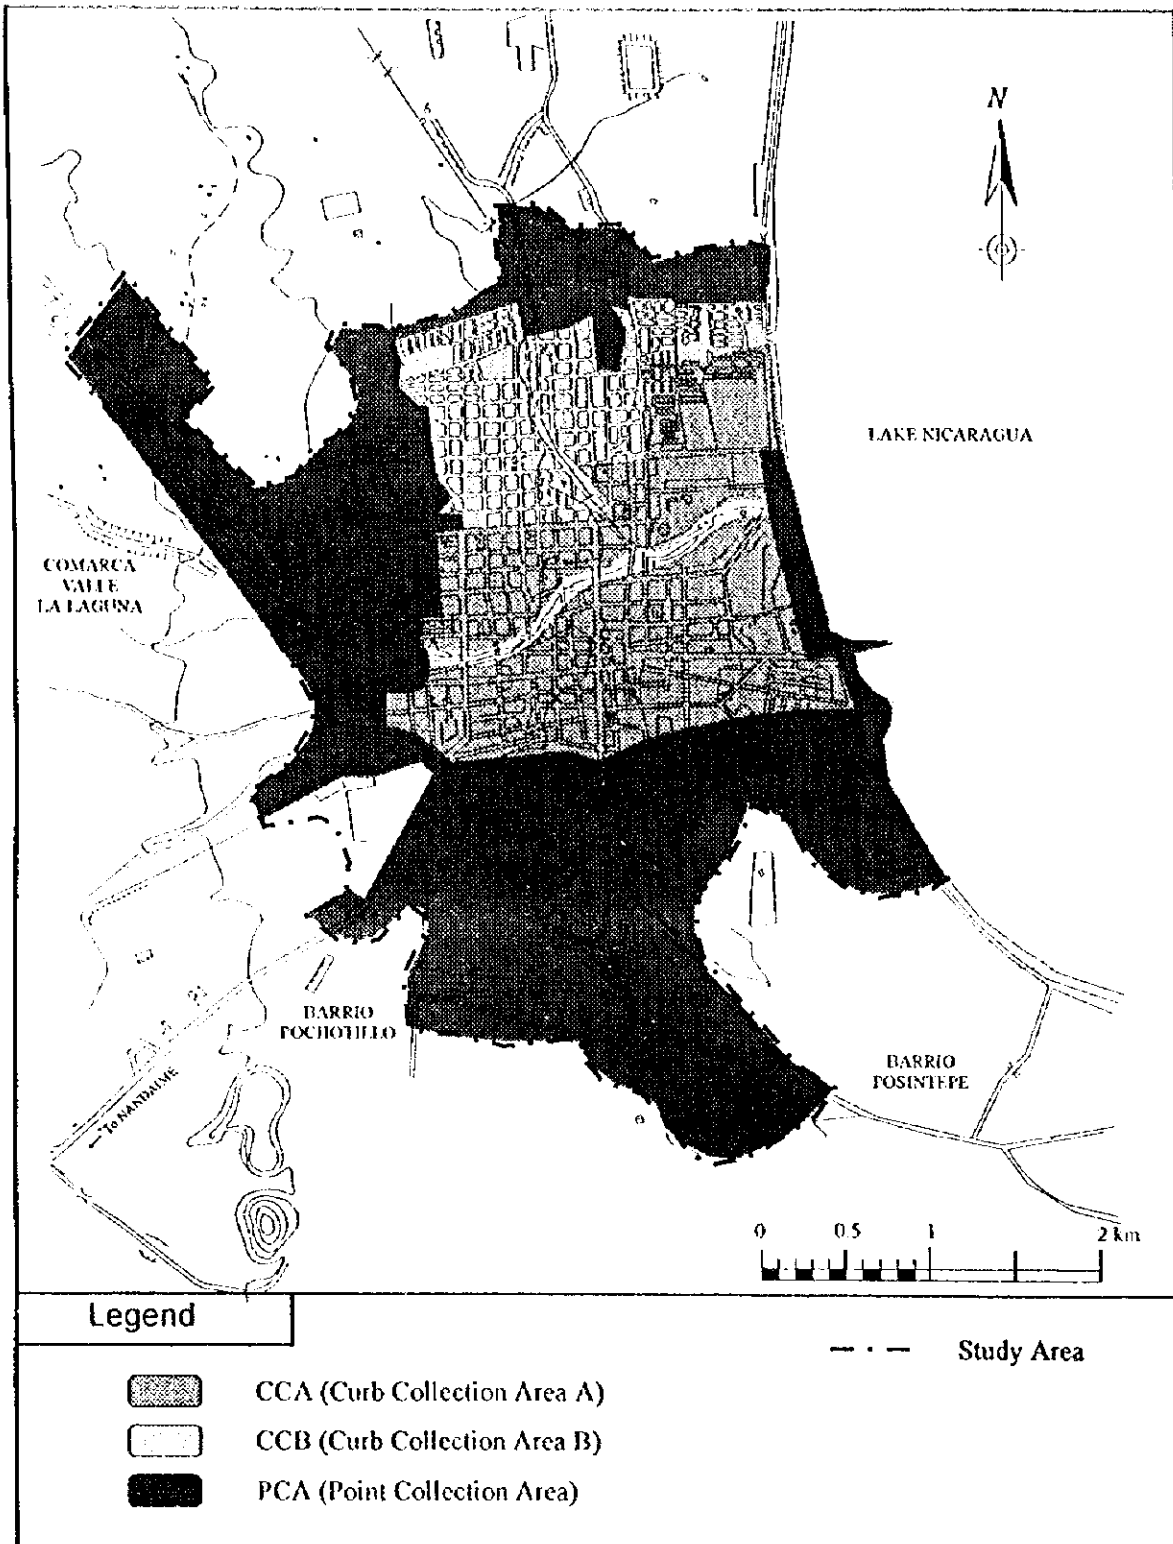 N
LAKE NICARAGUA
COMARCA
VALLE
LA LAGUNA
BARRIO
POCHOTILLO
BARRIO
POSINTEPE
To NANDAIME
0 0.5 1 2 km
Legend
Study Area
CCA (Curb Collection Area A)
CCB (Curb Collection Area B)
PCA (Point Collection Area)